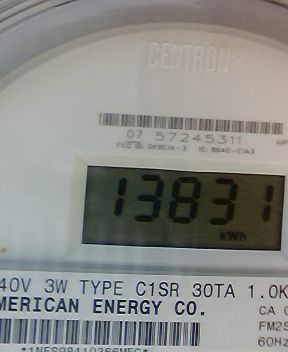 CENTRON®
07 57245311
13831
kWh
40V 3W TYPE C1SR 30TA 1.0K
MERICAN ENERGY CO.
CA
FM2S
60Hz